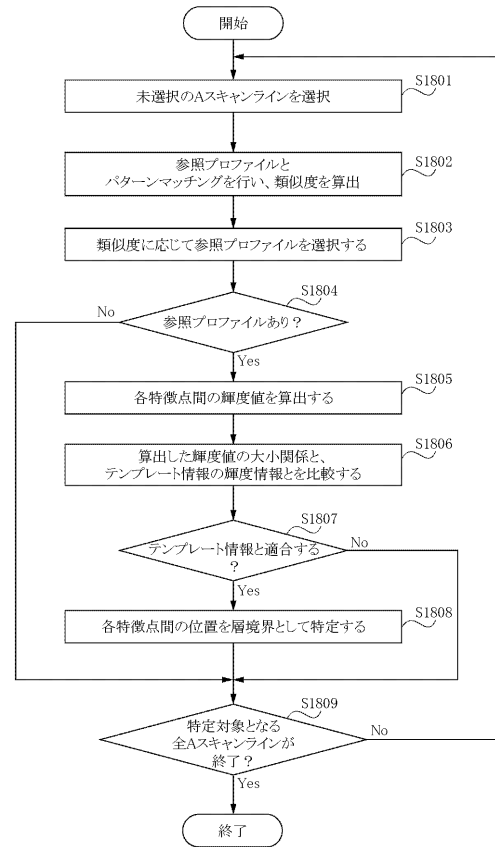 開始
S1801
未選択のAスキャンラインを選択
S1802
参照プロファイルと
パターンマッチングを行い、類似度を算出
S1803
類似度に応じて参照プロファイルを選択する
S1804
No
参照プロファイルあり?
Yes
S1805
各特徴点間の輝度値を算出する
S1806
算出した輝度値の大小関係と、
テンプレート情報の輝度情報とを比較する
S1807
No
テンプレート情報と適合する
?
Yes
S1808
各特徴点間の位置を層境界として特定する
S1809
特定対象となる
全Aスキャンラインが
終了?
No
Yes
終了